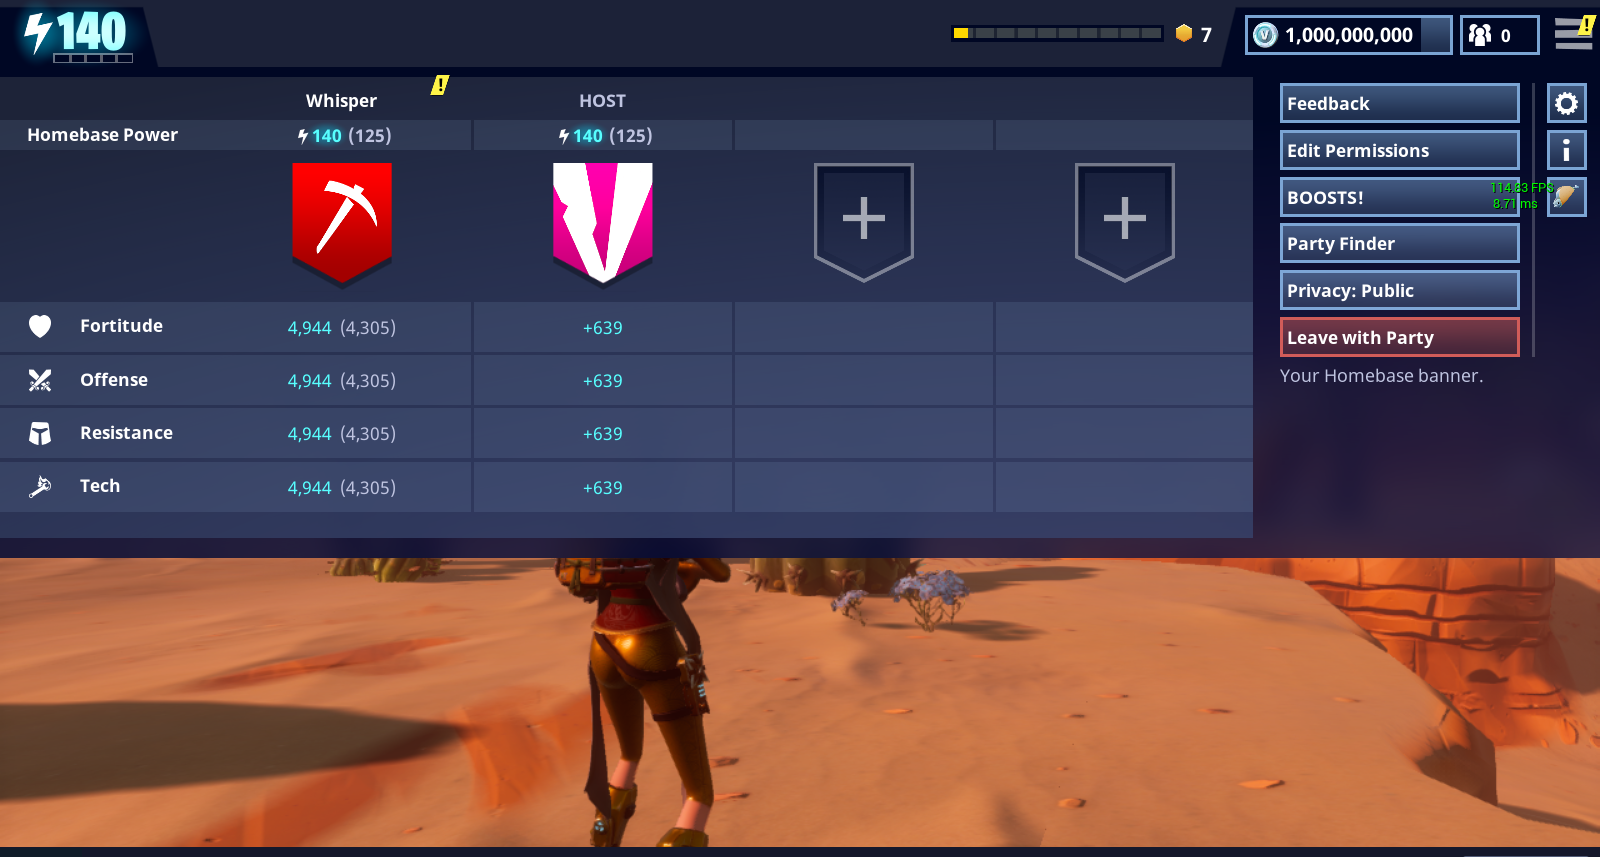 140
7
1,000,000,000
0
Whisper
HOST
Homebase Power
140 (125)
140 (125)
Fortitude
4,944 (4,305)
+639
Offense
4,944 (4,305)
+639
Resistance
4,944 (4,305)
+639
Tech
4,944 (4,305)
+639
Feedback
Edit Permissions
BOOSTS!
114.83 FPS
8.71 ms
Party Finder
Privacy: Public
Leave with Party
Your Homebase banner.